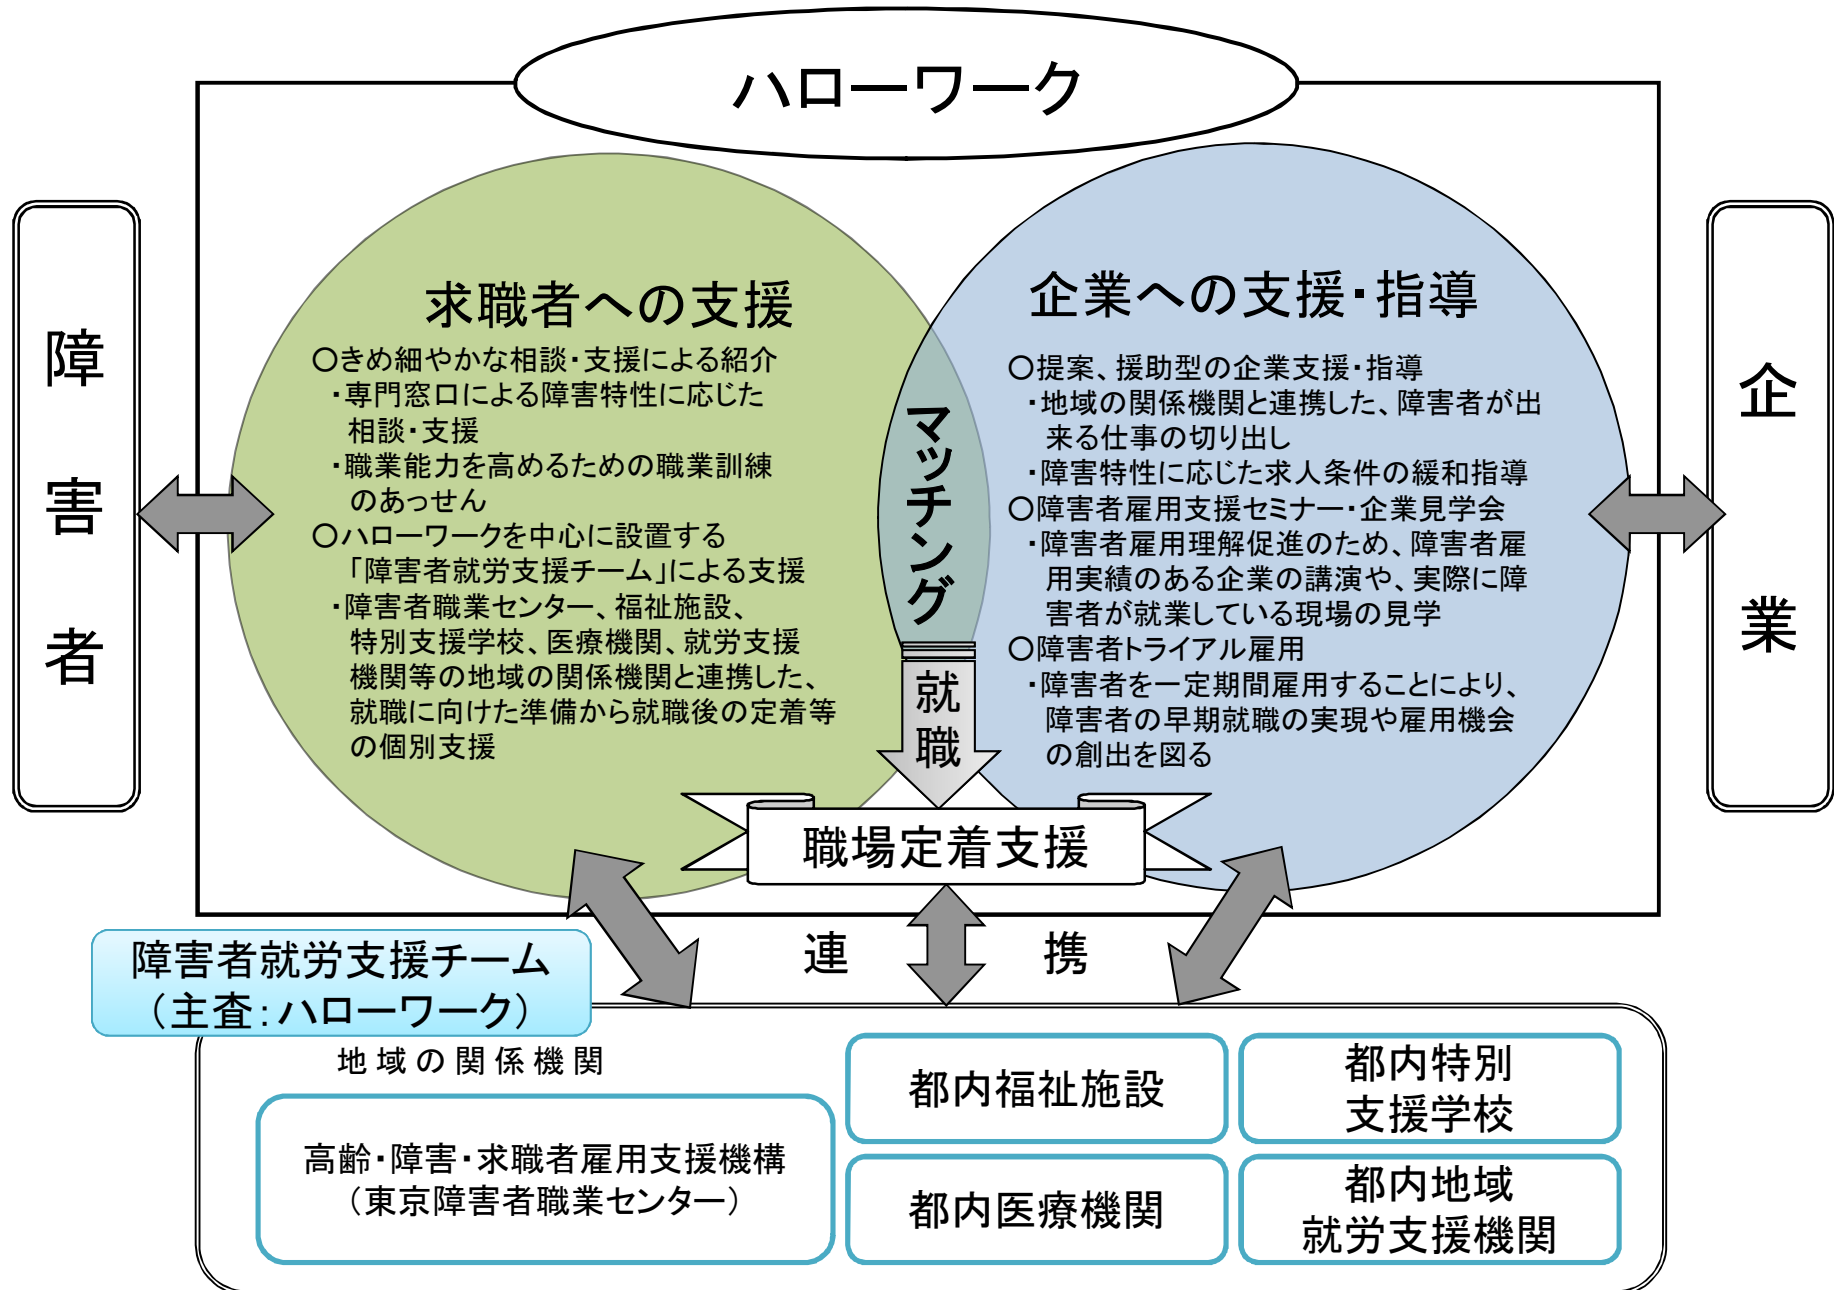 ハローワーク
障害者
求職者への支援
〇きめ細やかな相談・支援による紹介
・専門窓口による障害特性に応じた
相談・支援
・職業能力を高めるための職業訓練
のあっせん
〇ハローワークを中心に設置する
「障害者就労支援チーム」による支援
・障害者職業センター、福祉施設、
特別支援学校、医療機関、就労支援
機関等の地域の関係機関と連携した、
就職に向けた準備から就職後の定着等
の個別支援
マッチング
就職
企業への支援・指導
〇提案、援助型の企業支援・指導
・地域の関係機関と連携した、障害者が出
来る仕事の切り出し
・障害特性に応じた求人条件の緩和指導
〇障害者雇用支援セミナー・企業見学会
・障害者雇用理解促進のため、障害者雇
用実績のある企業の講演や、実際に障
害者が就業している現場の見学
〇障害者トライアル雇用
・障害者を一定期間雇用することにより、
障害者の早期就職の実現や雇用機会
の創出を図る
企業
職場定着支援
連携
障害者就労支援チーム
（主査：ハローワーク）
地域の関係機関
高齢・障害・求職者雇用支援機構
（東京障害者職業センター）
都内福祉施設
都内特別
支援学校
都内医療機関
都内地域
就労支援機関